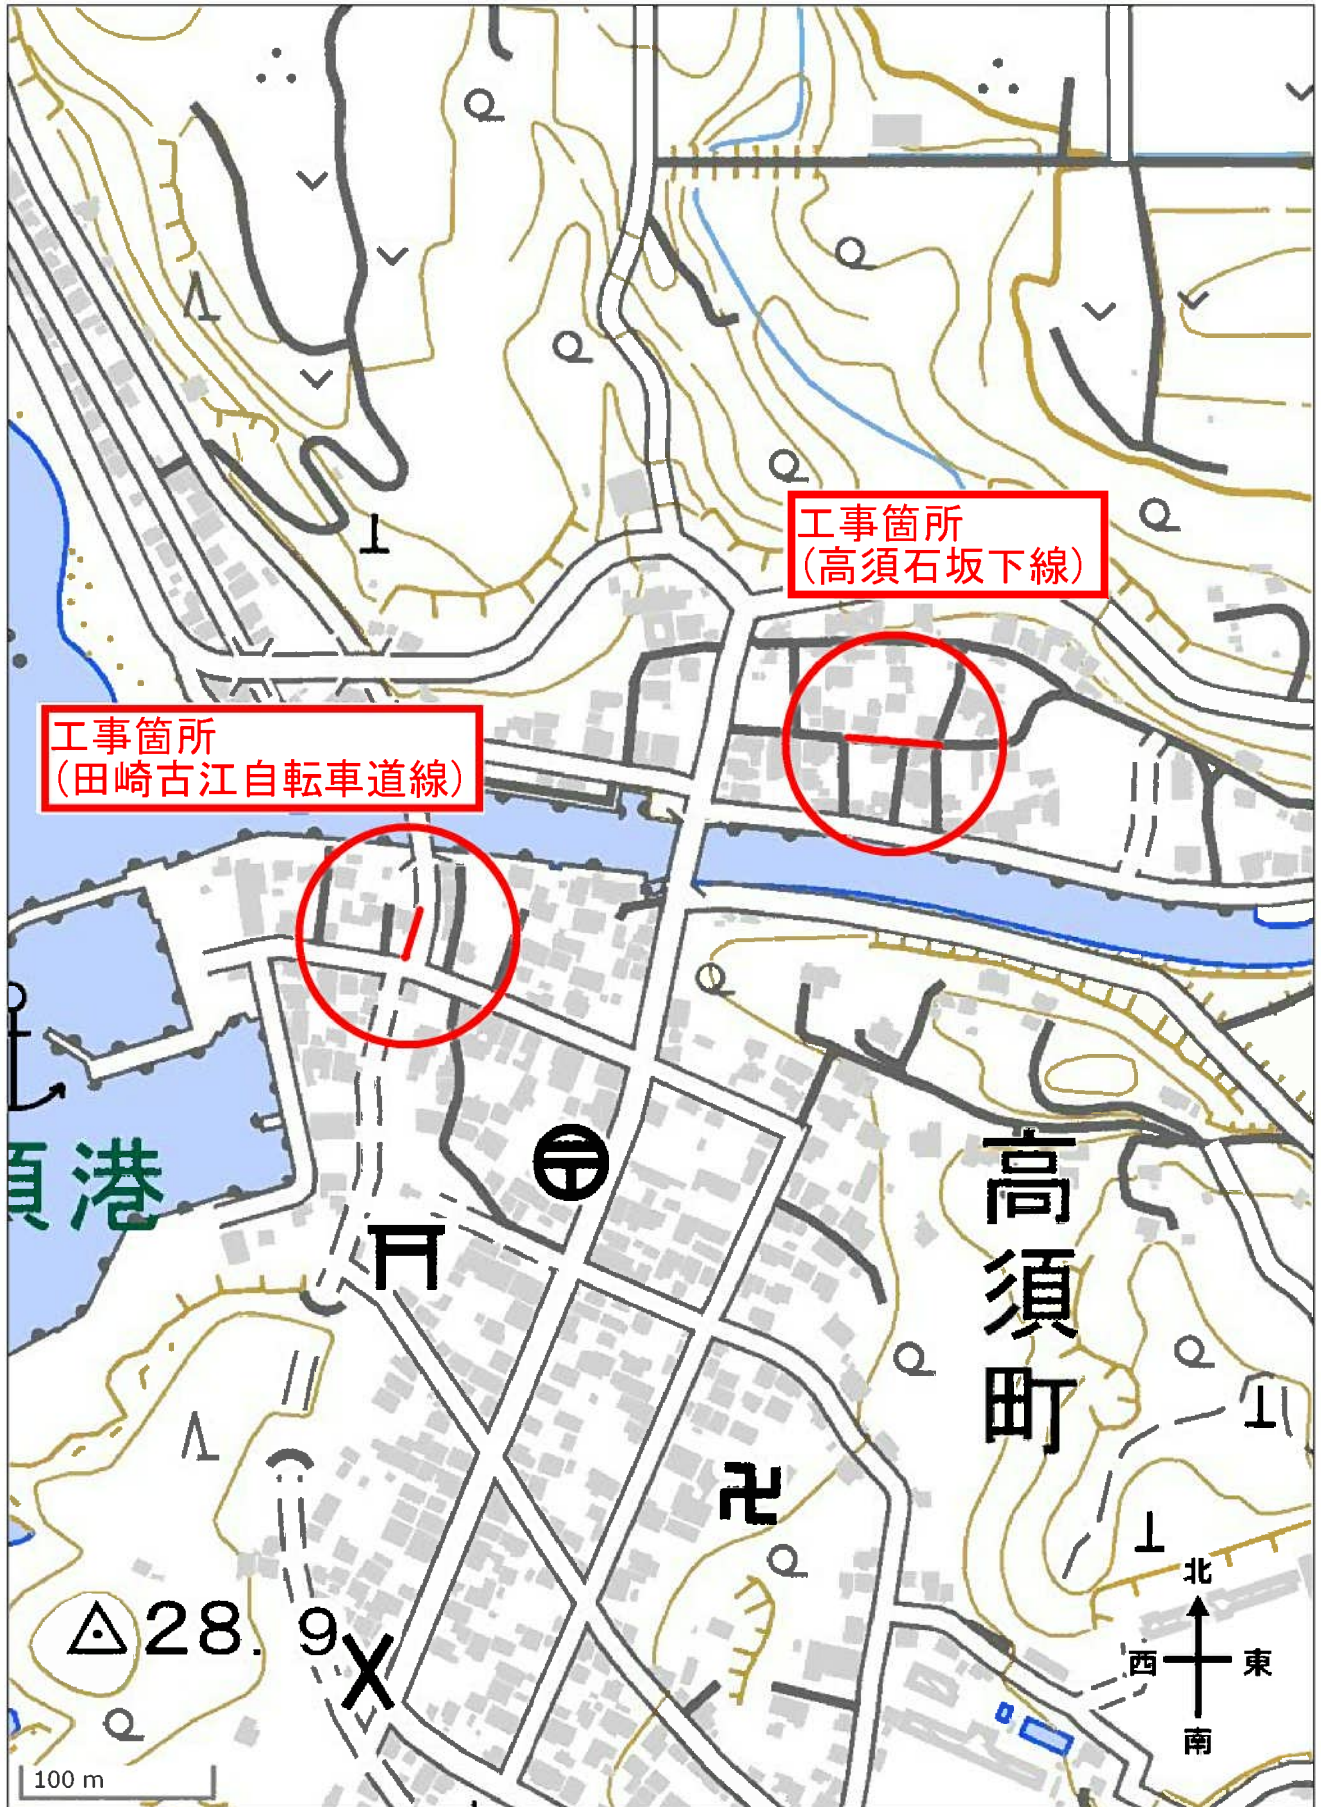 工事箇所
(高須石坂下線)
工事箇所
(田崎古江自転車道線)
須港
高須町
28.9
北
西 東
南
100 m